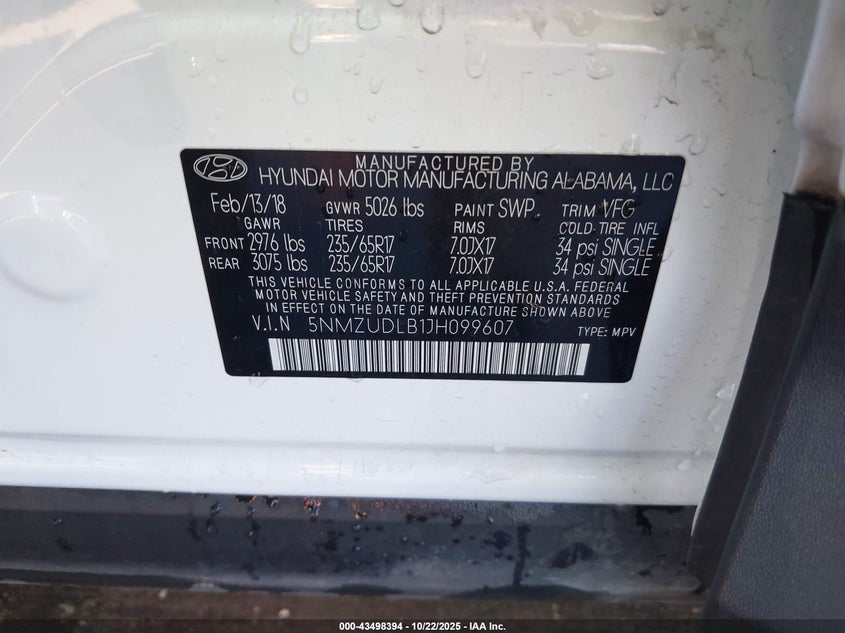 MANUFACTURED BY
HYUNDAI MOTOR MANUFACTURING ALABAMA, LLC
Feb/13/18 GVWR 5026 lbs PAINT SWP TRIM VFG
GAWR TIRES RIMS COLD TIRE INFL
FRONT 2976 lbs 235/65R17 7.0JX17 34 psi SINGLE
REAR 3075 lbs 235/65R17 7.0JX17 34 psi SINGLE
THIS VEHICLE CONFORMS TO ALL APPLICABLE U.S.A. FEDERAL
MOTOR VEHICLE SAFETY AND THEFT PREVENTION STANDARDS
IN EFFECT ON THE DATE OF MANUFACTURE SHOWN ABOVE
V.I.N 5NMZUDLB1JH099607 TYPE: MPV
000-43498394 - 10/22/2025 - IAA Inc.